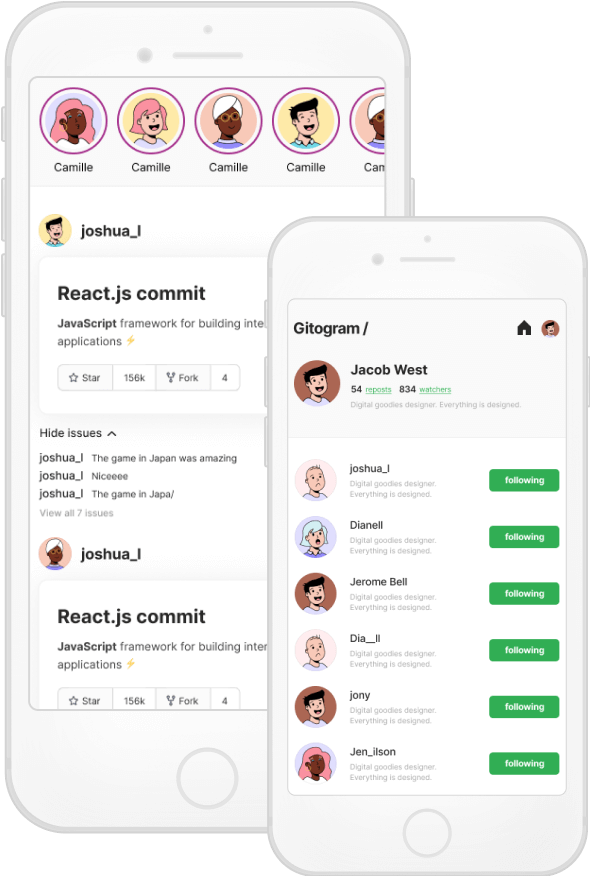 Camille
Camille
Camille
Camille
Cam
joshua_l
React.js commit
JavaScript framework for building inte
applications ⚡
Star 156k Fork 4
Hide issues
joshua_l The game in Japan was amazing
joshua_l Niceeee
joshua_l The game in Japa/
View all 7 issues
joshua_l
React.js commit
JavaScript framework for building inter
applications ⚡
Star 156k Fork 4
Gitogram /
Jacob West
54 reposts 834 watchers
Digital goodies designer. Everything is designed.
joshua_l
Digital goodies designer.
Everything is designed.
following
Dianell
Digital goodies designer.
Everything is designed.
following
Jerome Bell
Digital goodies designer.
Everything is designed.
following
Dia__ll
Digital goodies designer.
Everything is designed.
following
jony
Digital goodies designer.
Everything is designed.
following
Jen_ilson
Digital goodies designer.
Everything is designed.
following